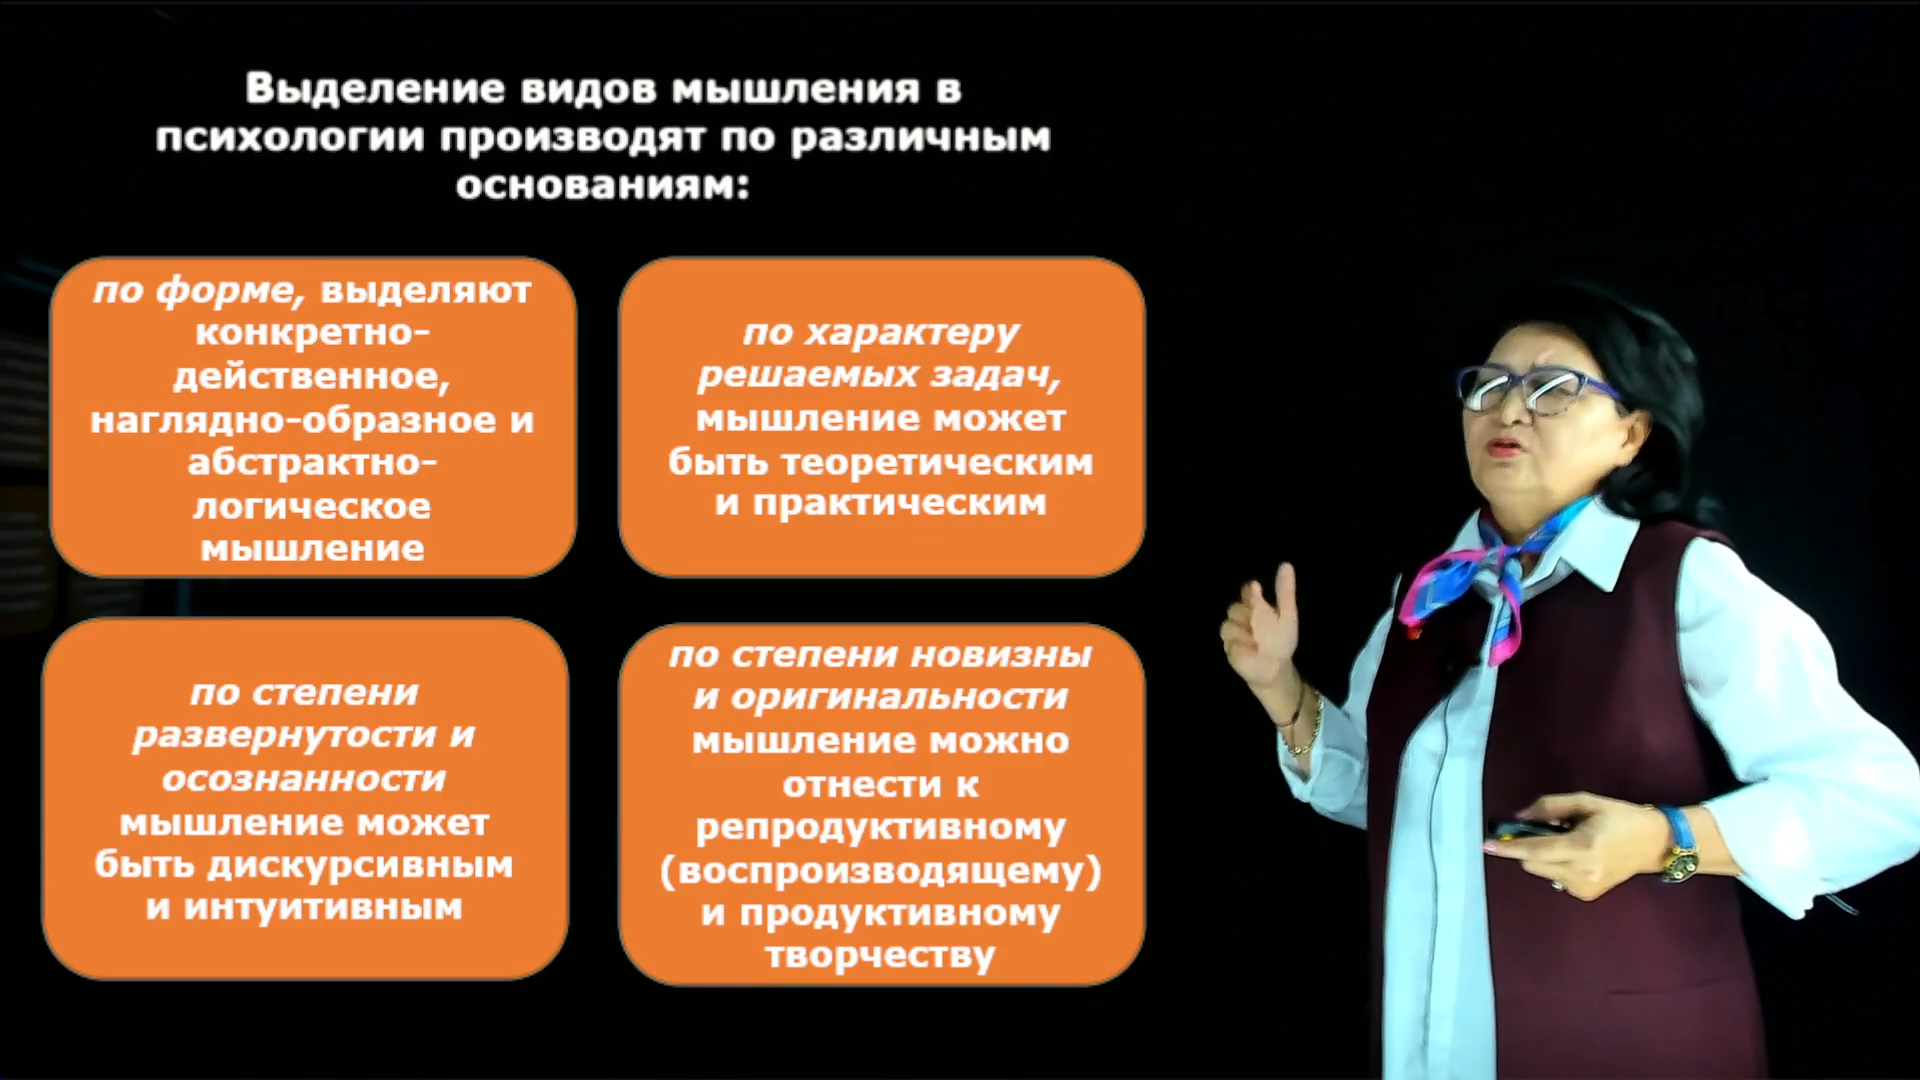 Выделение видов мышления в
психологии производят по различным
основаниям:
по форме, выделяют
конкретно-
действенное,
наглядно-образное и
абстрактно-
логическое
мышление
по характеру
решаемых задач,
мышление может
быть теоретическим
и практическим
по степени
развернутости и
осознанности
мышление может
быть дискурсивным
и интуитивным
по степени новизны
и оригинальности
мышление можно
отнести к
репродуктивному
(воспроизводящему)
и продуктивному
творчеству